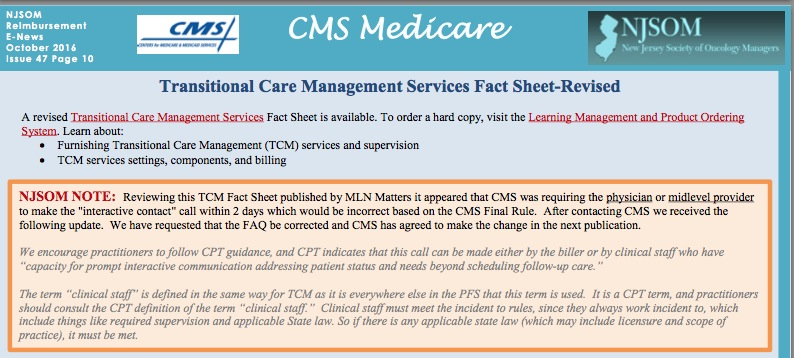 NJSOM
Reimbursement
E-News
October 2016
Issue 47 Page 10
CMS
CENTERS for MEDICARE & MEDICAID SERVICES
CMS Medicare
NJSOM
New Jersey Society of Oncology Managers
Transitional Care Management Services Fact Sheet-Revised
A revised Transitional Care Management Services Fact Sheet is available. To order a hard copy, visit the Learning Management and Product Ordering
System. Learn about:
• Furnishing Transitional Care Management (TCM) services and supervision
• TCM services settings, components, and billing
NJSOM NOTE: Reviewing this TCM Fact Sheet published by MLN Matters it appeared that CMS was requiring the physician or midlevel provider
to make the "interactive contact" call within 2 days which would be incorrect based on the CMS Final Rule. After contacting CMS we received the
following update. We have requested that the FAQ be corrected and CMS has agreed to make the change in the next publication.
We encourage practitioners to follow CPT guidance, and CPT indicates that this call can be made either by the biller or by clinical staff who have
“capacity for prompt interactive communication addressing patient status and needs beyond scheduling follow-up care.”
The term “clinical staff” is defined in the same way for TCM as it is everywhere else in the PFS that this term is used. It is a CPT term, and practitioners
should consult the CPT definition of the term “clinical staff.” Clinical staff must meet the incident to rules, since they always work incident to, which
include things like required supervision and applicable State law. So if there is any applicable state law (which may include licensure and scope of
practice), it must be met.